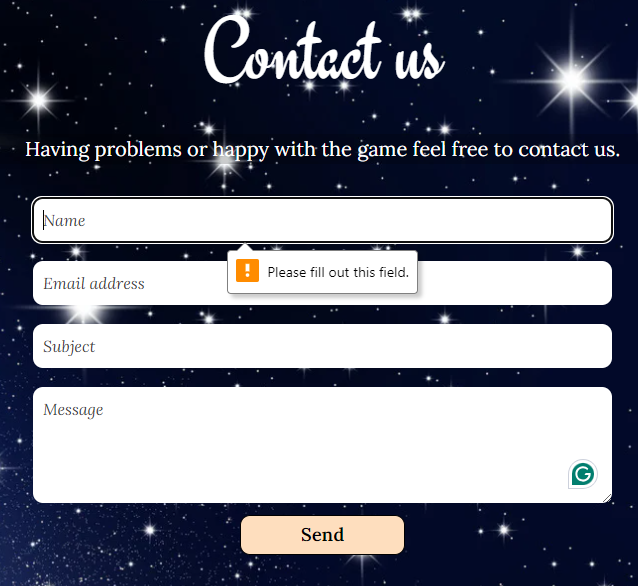 Contact us
Having problems or happy with the game feel free to contact us.
Name
Please fill out this field.
Email address
Subject
Message
Send